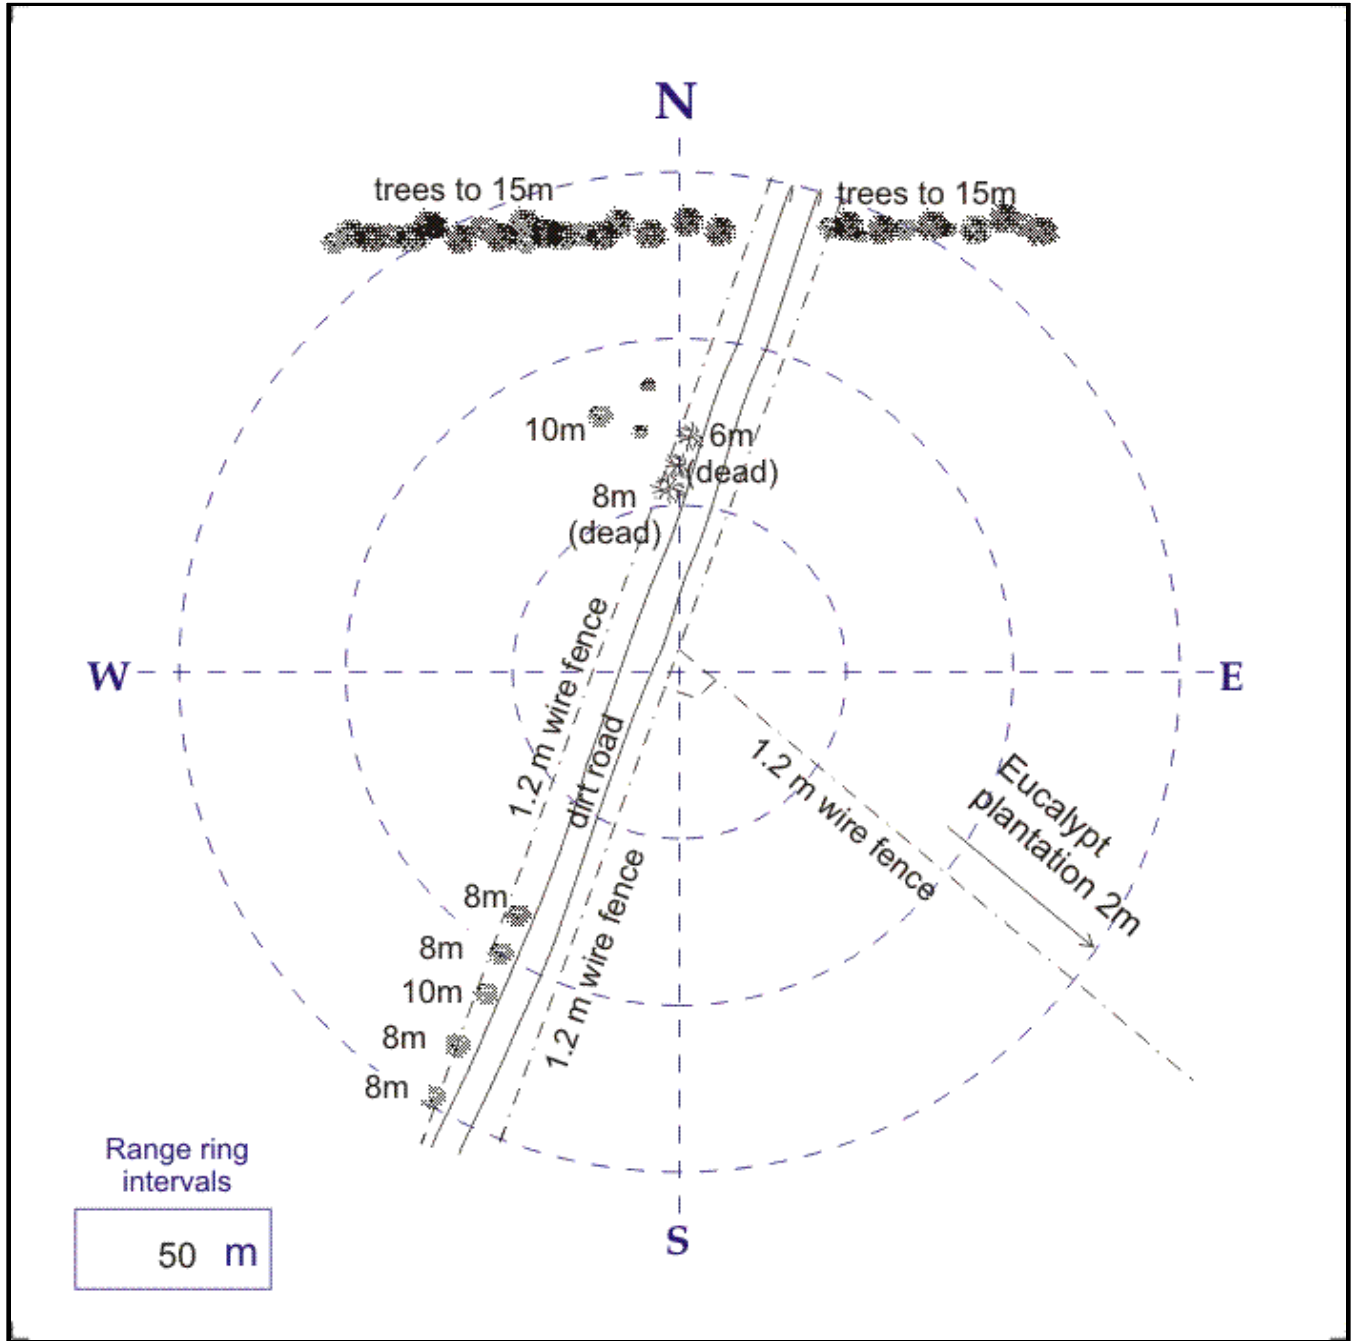 N
trees to 15m
trees to 15m
10m
6m
(dead)
8m
(dead)
W
E
1.2 m wire fence
dirt road
1.2 m wire fence
Eucalypt
plantation 2m
1.2 m wire fence
8m
8m
10m
8m
8m
Range ring
intervals
50 m
S